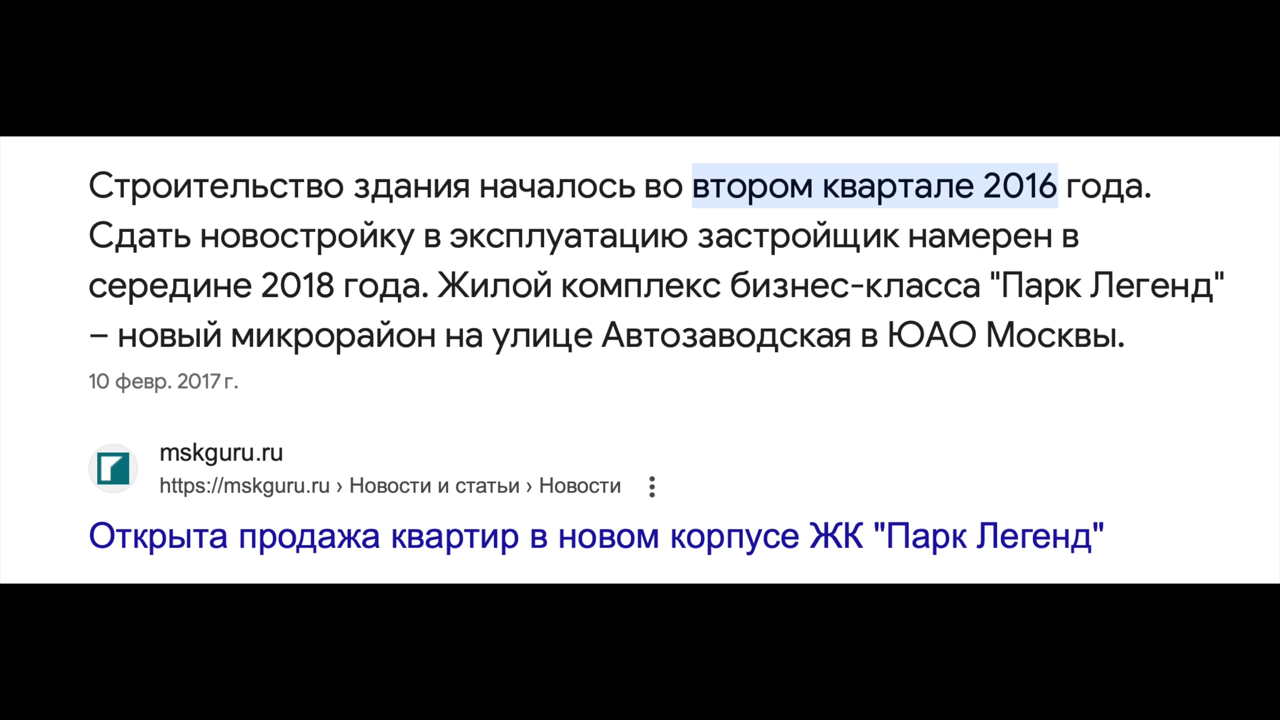 Строительство здания началось во втором квартале 2016 года.
Сдать новостройку в эксплуатацию застройщик намерен в
середине 2018 года. Жилой комплекс бизнес-класса "Парк Легенд"
– новый микрорайон на улице Автозаводская в ЮАО Москвы.
10 февр. 2017 г.
mskguru.ru
https://mskguru.ru › Новости и статьи › Новости
Открыта продажа квартир в новом корпусе ЖК "Парк Легенд"